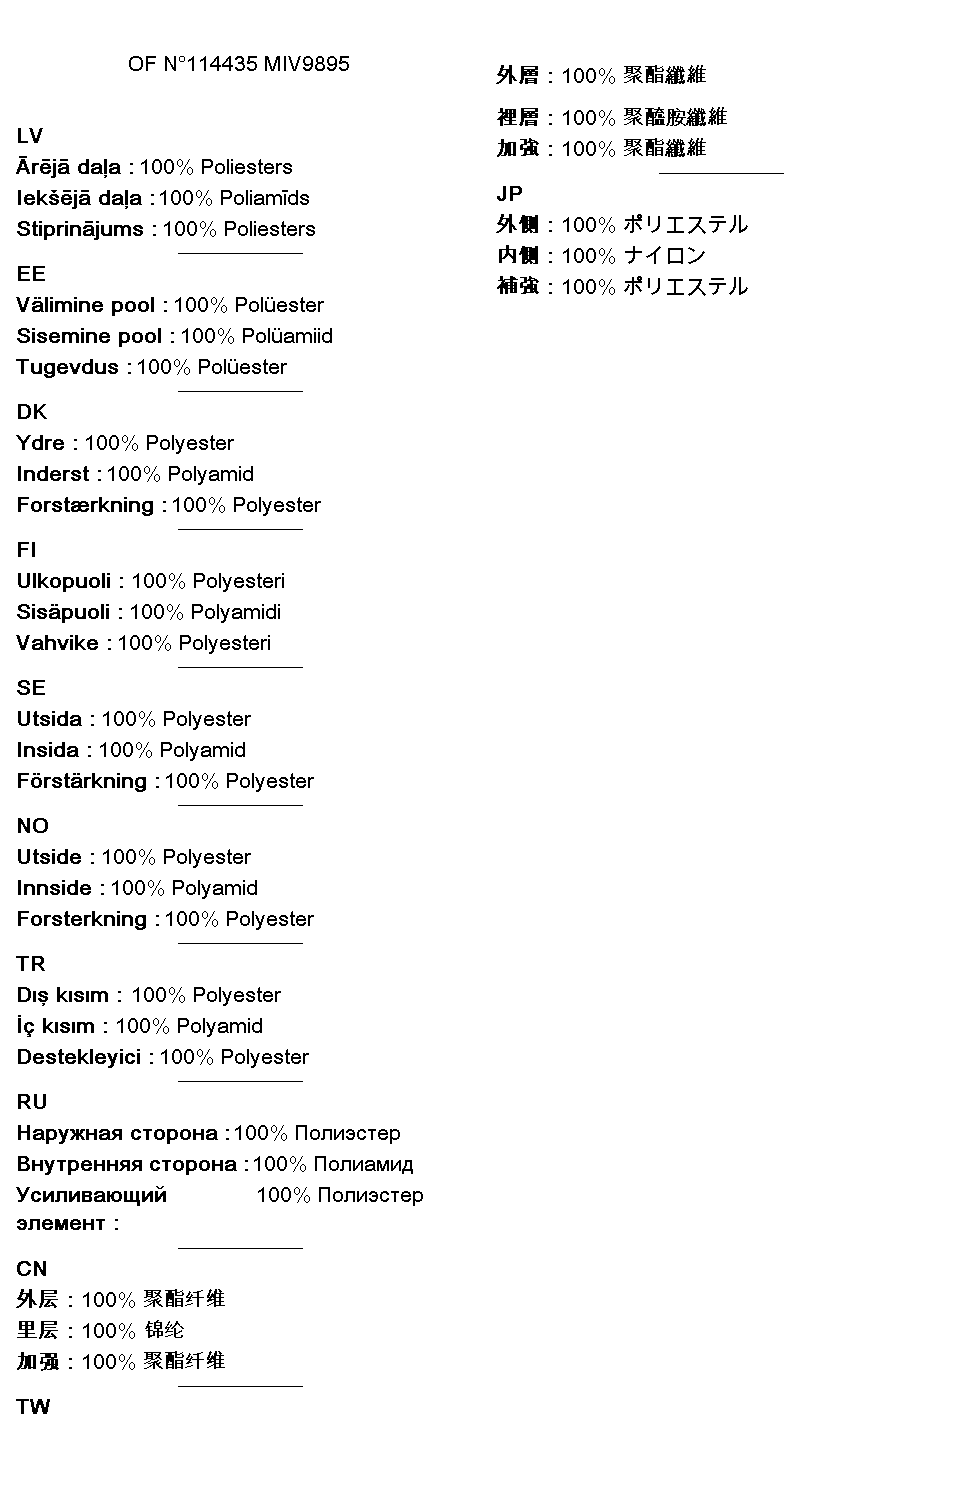 OF N°114435 MIV9895
LV
Ārējā daļa : 100% Poliesters
Iekšējā daļa : 100% Poliamīds
Stiprinājums : 100% Poliesters
EE
Välimine pool : 100% Polüester
Sisemine pool : 100% Polüamiid
Tugevdus : 100% Polüester
DK
Ydre : 100% Polyester
Inderst : 100% Polyamid
Forstærkning : 100% Polyester
FI
Ulkopuoli : 100% Polyesteri
Sisäpuoli : 100% Polyamidi
Vahvike : 100% Polyesteri
SE
Utsida : 100% Polyester
Insida : 100% Polyamid
Förstärkning : 100% Polyester
NO
Utside : 100% Polyester
Innside : 100% Polyamid
Forsterkning : 100% Polyester
TR
Dış kısım : 100% Polyester
İç kısım : 100% Polyamid
Destekleyici : 100% Polyester
RU
Наружная сторона : 100% Полиэстер
Внутренняя сторона : 100% Полиамид
Усиливающий 100% Полиэстер
элемент :
CN
外层 : 100% 聚酯纤维
里层 : 100% 锦纶
加强 : 100% 聚酯纤维
TW
外層 : 100% 聚酯纖維
裡層 : 100% 聚醯胺纖維
加強 : 100% 聚酯纖維
JP
外側 : 100% ポリエステル
内側 : 100% ナイロン
補強 : 100% ポリエステル